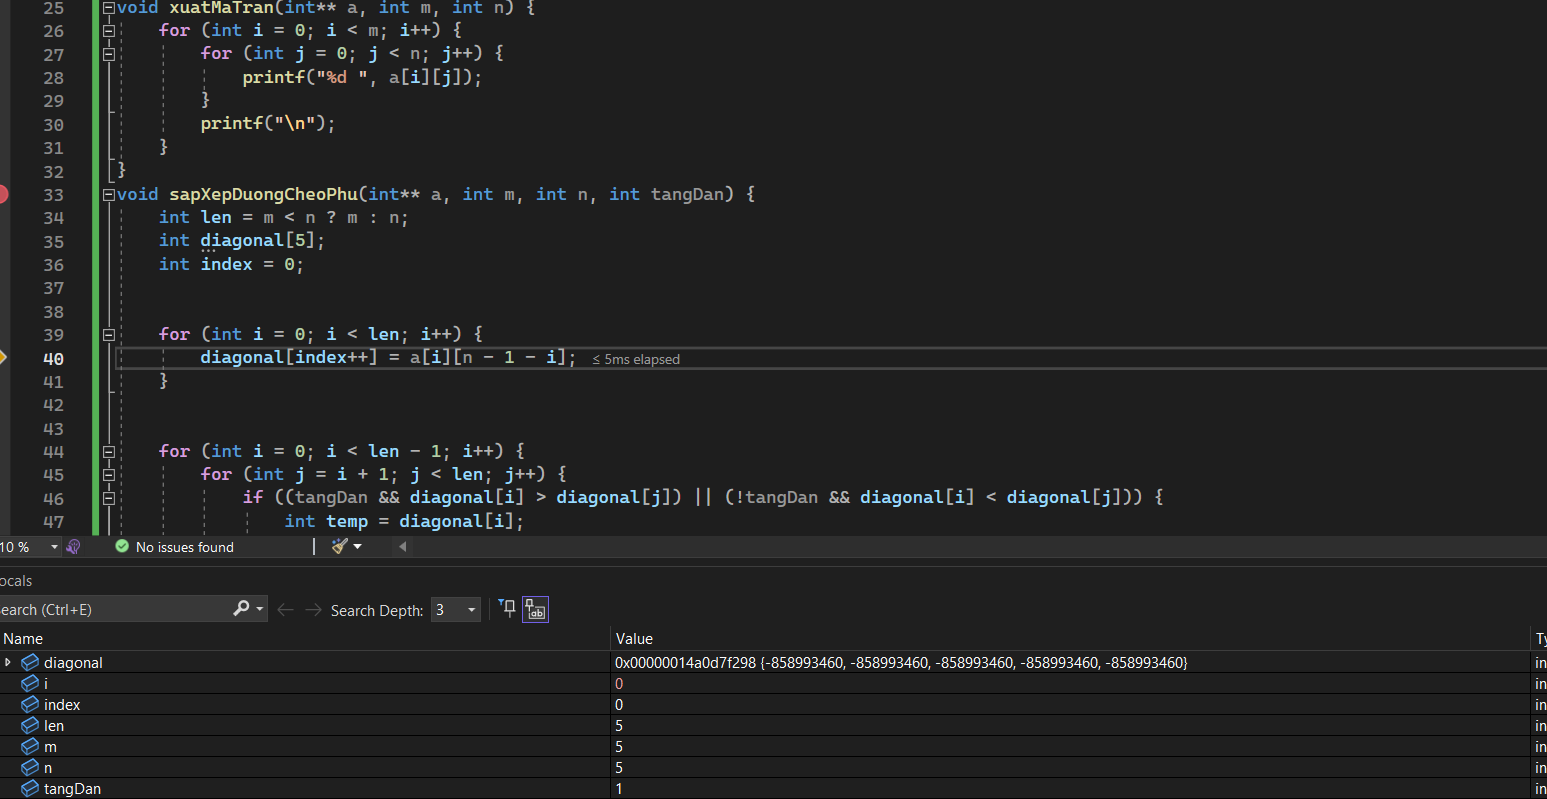 25 void xuatMaTran(int** a, int m, int n) {
26 for (int i = 0; i < m; i++) {
27 for (int j = 0; j < n; j++) {
28 printf("%d ", a[i][j]);
29 }
30 printf("\n");
31 }
32 }
33 void sapXepDuongCheoPhu(int** a, int m, int n, int tangDan) {
34 int len = m < n ? m : n;
35 int diagonal[5];
36 int index = 0;
37
38
39 for (int i = 0; i < len; i++) {
40 diagonal[index++] = a[i][n - 1 - i]; ≤ 5ms elapsed
41 }
42
43
44 for (int i = 0; i < len - 1; i++) {
45 for (int j = i + 1; j < len; j++) {
46 if ((tangDan && diagonal[i] > diagonal[j]) || (!tangDan && diagonal[i] < diagonal[j])) {
47 int temp = diagonal[i];
10 % No issues found
ocals
earch (Ctrl+E) Search Depth: 3
Name Value Ty
diagonal 0x00000014a0d7f298 {-858993460, -858993460, -858993460, -858993460, -858993460} in
i 0 in
index 0 in
len 5 in
m 5 in
n 5 in
tangDan 1 in